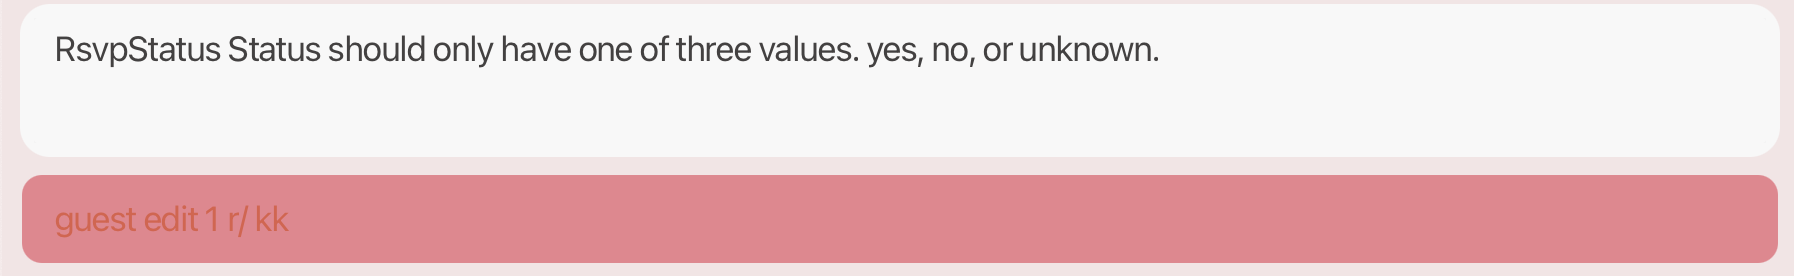 RsvpStatus Status should only have one of three values. yes, no, or unknown.
guest edit 1 r/ kk